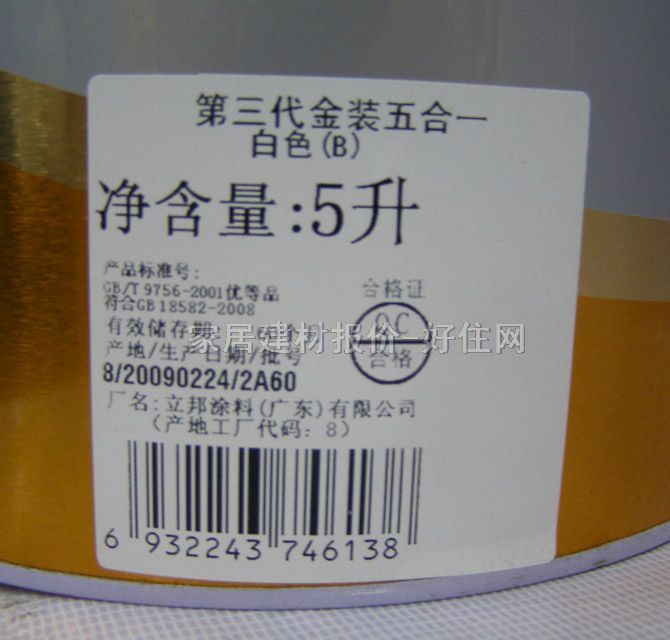 第三代金装五合一
白色(B)
净含量:5升
产品标准号:
GB/T 9756-2001优等品
符合GB 18582-2008
合格证
有效储存期
QC
合格
家居建材报价 好住网
产地/生产日期/批号
8/20090224/2A60
厂名:立邦涂料(广东)有限公司
(产地工厂代码:8)
6 932243 746138